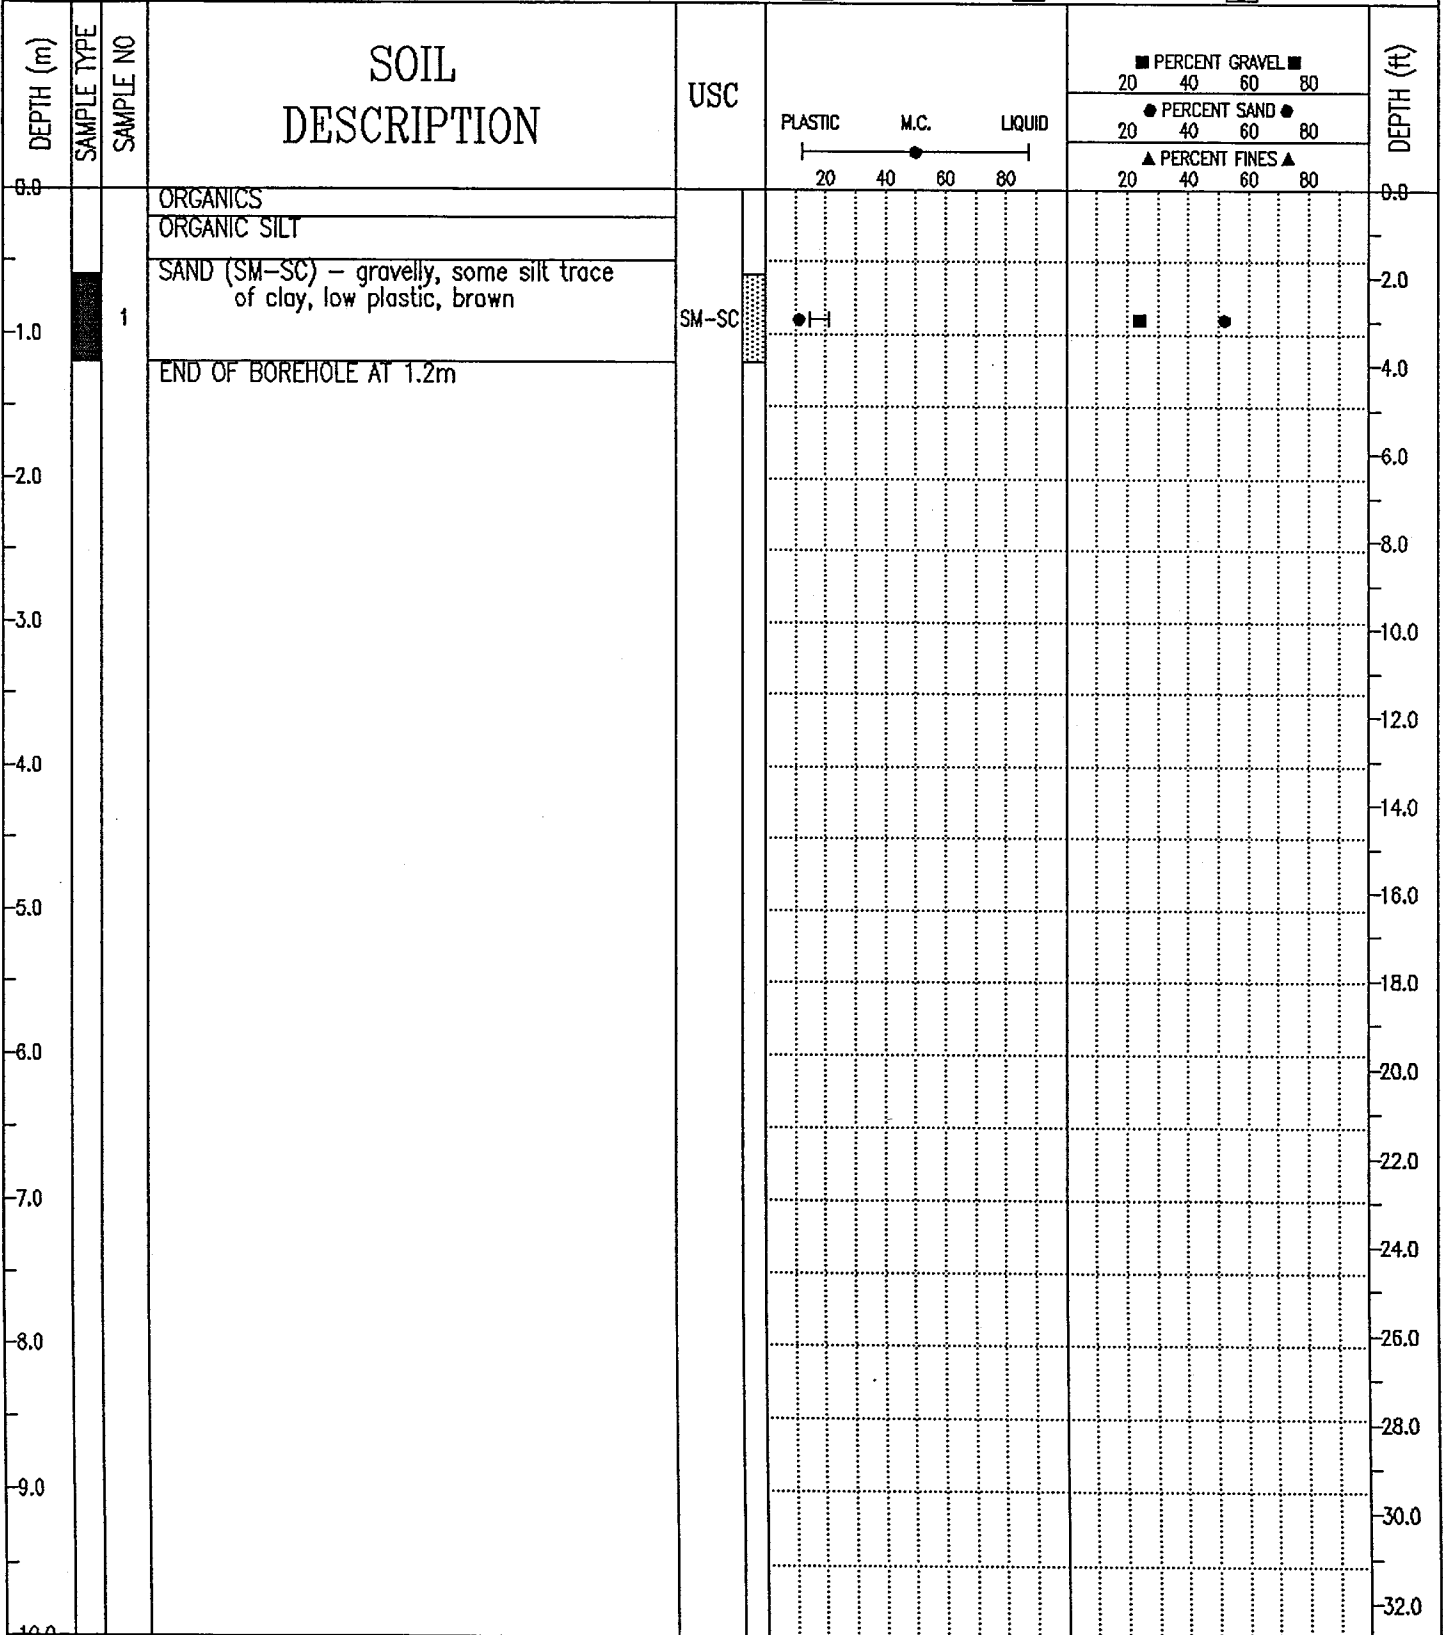 DEPTH (m)
SAMPLE TYPE
SAMPLE NO
SOIL
DESCRIPTION
USC
PLASTIC M.C. LIQUID
20 40 60 80
■ PERCENT GRAVEL ■
20 40 60 80
● PERCENT SAND ●
20 40 60 80
▲ PERCENT FINES ▲
20 40 60 80
DEPTH (ft)
0.0
ORGANICS
0.0
ORGANIC SILT
SAND (SM-SC) – gravelly, some silt trace
of clay, low plastic, brown
2.0
1.0
1
SM-SC
END OF BOREHOLE AT 1.2m
4.0
2.0
6.0
8.0
3.0
10.0
12.0
4.0
14.0
5.0
16.0
18.0
6.0
20.0
7.0
22.0
24.0
8.0
26.0
28.0
9.0
30.0
32.0
10.0